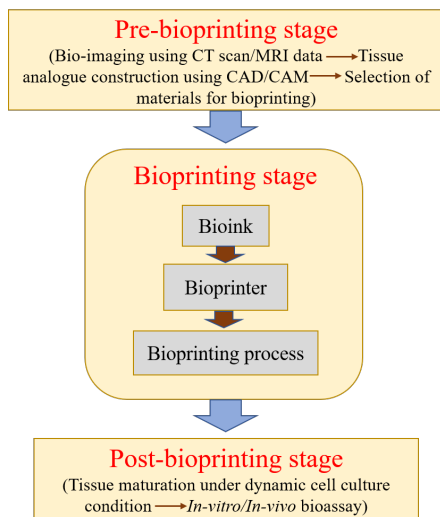 Pre-bioprinting stage
(Bio-imaging using CT scan/MRI data Tissue
analogue construction using CAD/CAM Selection of
materials for bioprinting)
Bioprinting stage
Bioink
Bioprinter
Bioprinting process
Post-bioprinting stage
(Tissue maturation under dynamic cell culture
condition In-vitro/In-vivo bioassay)